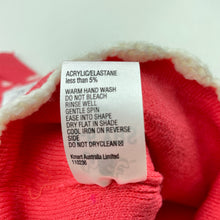 ACRYLIC/ELASTANE
less than 5%
WARM HAND WASH
DO NOT BLEACH
RINSE WELL
GENTLE SPIN
EASE INTO SHAPE
DRY FLAT IN SHADE
COOL IRON ON REVERSE
SIDE
DO NOT DRYCLEAN
Kmart Australia Limited
110236